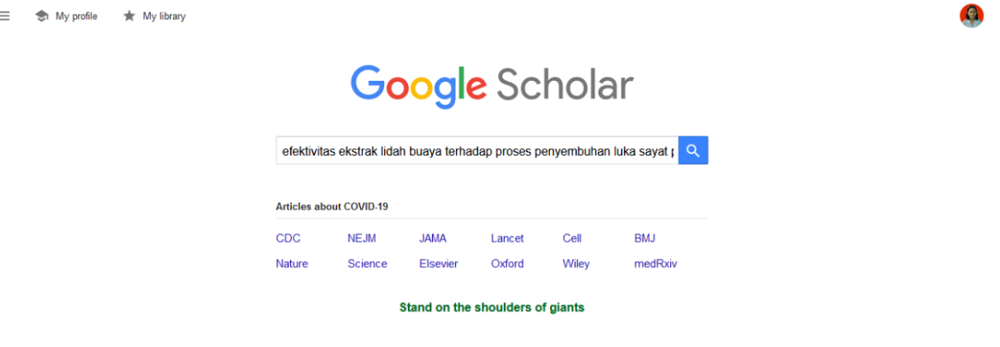 My profile My library
Google Scholar
efektivitas ekstrak lidah buaya terhadap proses penyembuhan luka sayat
Articles about COVID-19
CDC NEJM JAMA Lancet Cell BMJ
Nature Science Elsevier Oxford Wiley medRxiv
Stand on the shoulders of giants